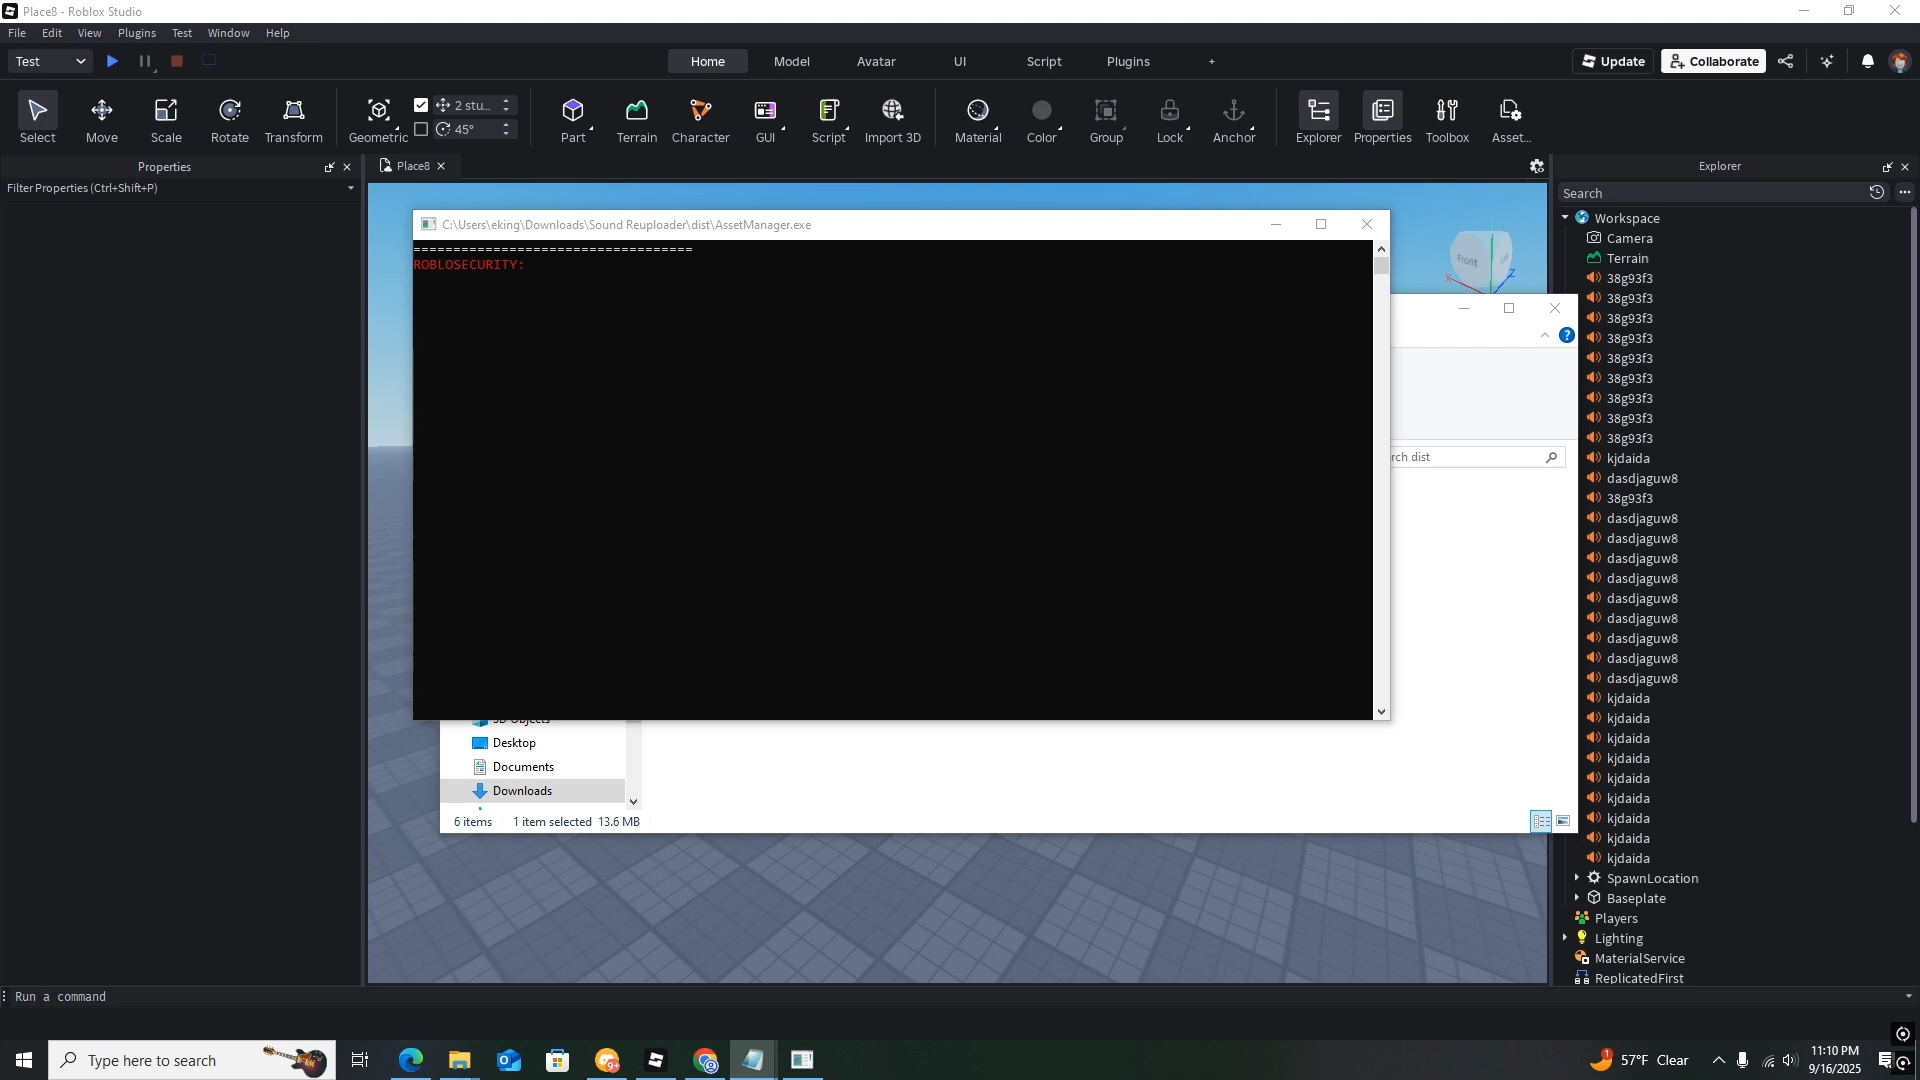 Place8 - Roblox Studio
File Edit View Plugins Test Window Help
Test Home Model Avatar UI Script Plugins + Update Collaborate
2 stu...
45°
Select Move Scale Rotate Transform Geometric Part Terrain Character GUI Script Import 3D Material Color Group Lock Anchor Explorer Properties Toolbox Asset...
Properties
Filter Properties (Ctrl+Shift+P)
Place8
Explorer
Search
C:\Users\eking\Downloads\Sound Reuploader\dist\AssetManager.exe
===================================
ROBLOSECURITY:
Front
X
Z
rch dist
3D Objects
Desktop
Documents
Downloads
6 items 1 item selected 13.6 MB
Workspace
Camera
Terrain
38g93f3
38g93f3
38g93f3
38g93f3
38g93f3
38g93f3
38g93f3
38g93f3
38g93f3
kjdaida
dasdjaguw8
38g93f3
dasdjaguw8
dasdjaguw8
dasdjaguw8
dasdjaguw8
dasdjaguw8
dasdjaguw8
dasdjaguw8
dasdjaguw8
dasdjaguw8
kjdaida
kjdaida
kjdaida
kjdaida
kjdaida
kjdaida
kjdaida
kjdaida
kjdaida
SpawnLocation
Baseplate
Players
Lighting
MaterialService
ReplicatedFirst
Run a command
Type here to search
9+
1
57°F Clear
11:10 PM
9/16/2025